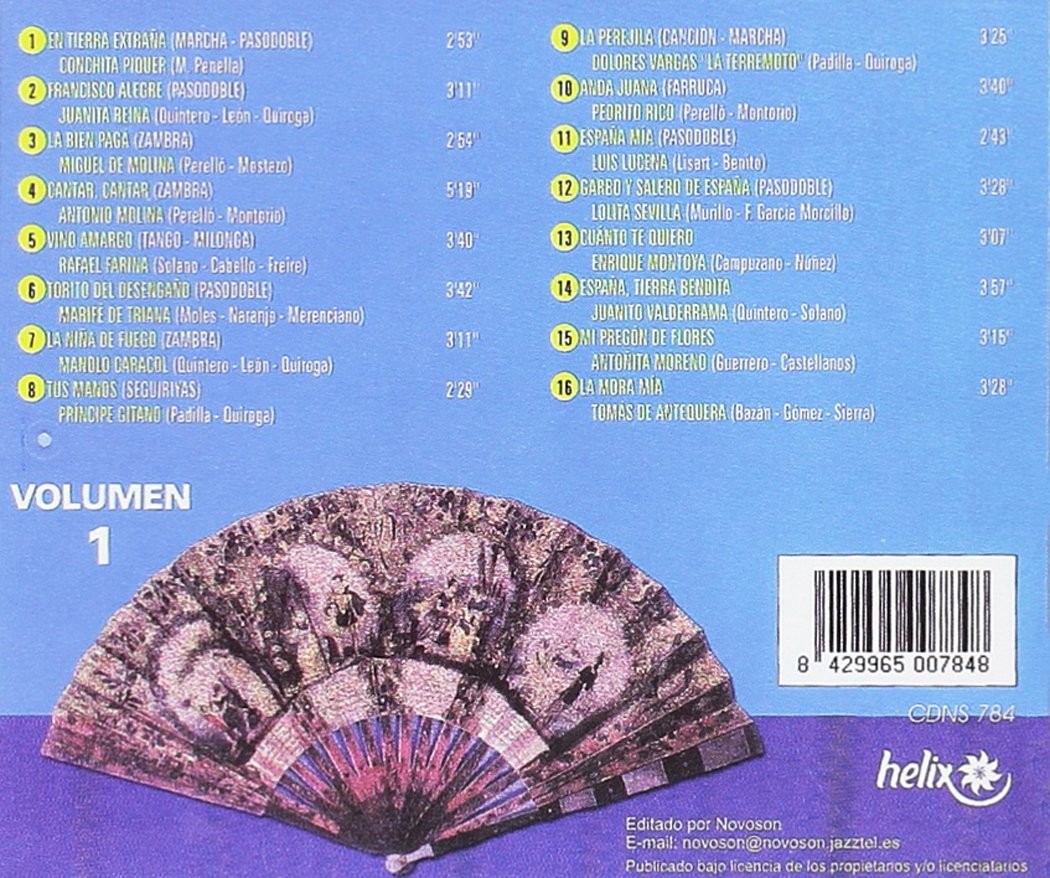 1 EN TIERRA EXTRAÑA (MARCHA - PASODOBLE) 2'53"
CONCHITA PIQUER (M. Penella)
2 FRANCISCO ALEGRE (PASODOBLE) 3'11"
JUANITA REINA (Quintero - León - Quiroga)
3 LA BIEN PAGÁ (ZAMBRA) 2'54"
MIGUEL DE MOLINA (Perelló - Mostazo)
4 CANTAR, CANTAR (ZAMBRA) 5'19"
ANTONIO MOLINA (Perelló - Montorio)
5 VINO AMARGO (TANGO - MILONGA) 3'40"
RAFAEL FARINA (Solano - Cabello - Freire)
6 TORITO DEL DESENGAÑO (PASODOBLE) 3'42"
MARIFÉ DE TRIANA (Moles - Naranjo - Merenciano)
7 LA NIÑA DE FUEGO (ZAMBRA) 3'11"
MANOLO CARACOL (Quintero - León - Quiroga)
8 TUS MANOS (SEGUIRIYAS) 2'29"
PRÍNCIPE GITANO (Padilla - Quiroga)
9 LA PEREJILA (CANCIÓN - MARCHA) 3'25"
DOLORES VARGAS "LA TERREMOTO" (Padilla - Quiroga)
10 ANDA JUANA (FARRUCA) 3'40"
PEDRITO RICO (Perelló - Montorio)
11 ESPAÑA MÍA (PASODOBLE) 2'43"
LUIS LUCENA (Lisart - Benito)
12 GARBO Y SALERO DE ESPAÑA (PASODOBLE) 3'28"
LOLITA SEVILLA (Murillo - F. García Morcillo)
13 CUÁNTO TE QUIERO 3'07"
ENRIQUE MONTOYA (Campuzano - Núñez)
14 ESPAÑA, TIERRA BENDITA 3'57"
JUANITO VALDERRAMA (Quintero - Solano)
15 MI PREGÓN DE FLORES 3'15"
ANTOÑITA MORENO (Guerrero - Castellanos)
16 LA MORA MÍA 3'28"
TOMAS DE ANTEQUERA (Bazán - Gómez - Sierra)
VOLUMEN
1
8 429965 007848
CDNS 784
helix
Editado por Novoson
E-mail: novoson@novoson.jazztel.es
Publicado bajo licencia de los propietarios y/o licenciatarios